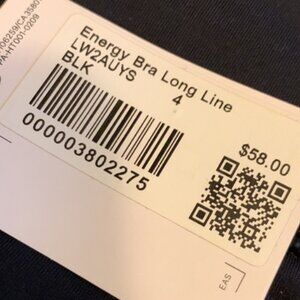 Energy Bra Long Line
LW2AUYS
BLK 4
$58.00
000003802275
EAS